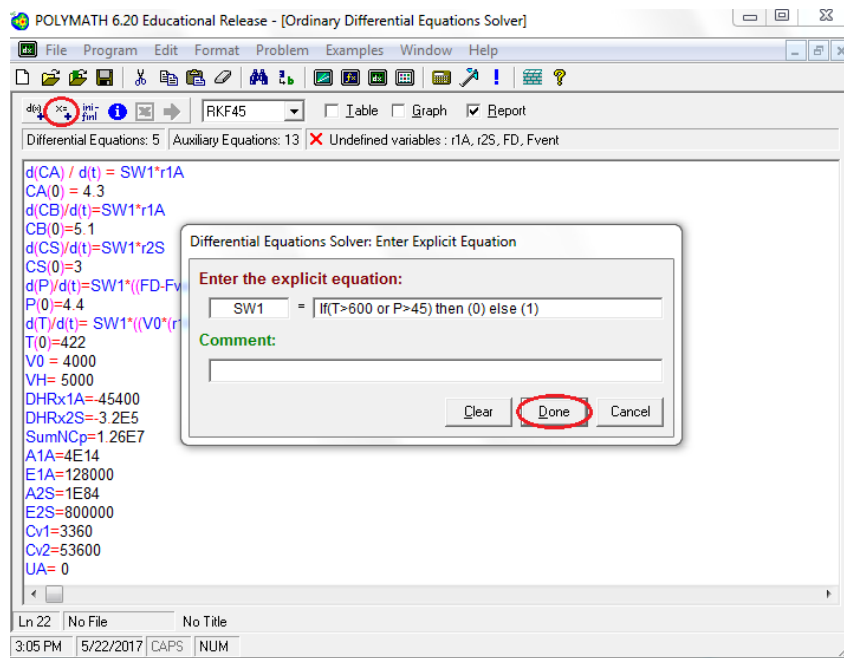 POLYMATH 6.20 Educational Release - [Ordinary Differential Equations Solver]
File Program Edit Format Problem Examples Window Help
d(x) x= ini- finl RKF45 Table Graph Report
Differential Equations: 5 Auxiliary Equations: 13 Undefined variables : r1A, r2S, FD, Fvent
d(CA) / d(t) = SW1*r1A
CA(0) = 4.3
d(CB)/d(t)=SW1*r1A
CB(0)=5.1
d(CS)/d(t)=SW1*r2S
CS(0)=3
d(P)/d(t)=SW1*((FD-Fv
P(0)=4.4
d(T)/d(t)= SW1*((V0*(r
T(0)=422
V0 = 4000
VH= 5000
DHRx1A=-45400
DHRx2S=-3.2E5
SumNCp=1.26E7
A1A=4E14
E1A=128000
A2S=1E84
E2S=800000
Cv1=3360
Cv2=53600
UA= 0
Differential Equations Solver: Enter Explicit Equation
Enter the explicit equation:
SW1 = If(T>600 or P>45) then (0) else (1)
Comment:
Clear Done Cancel
Ln 22 No File No Title
3:05 PM 5/22/2017 CAPS NUM